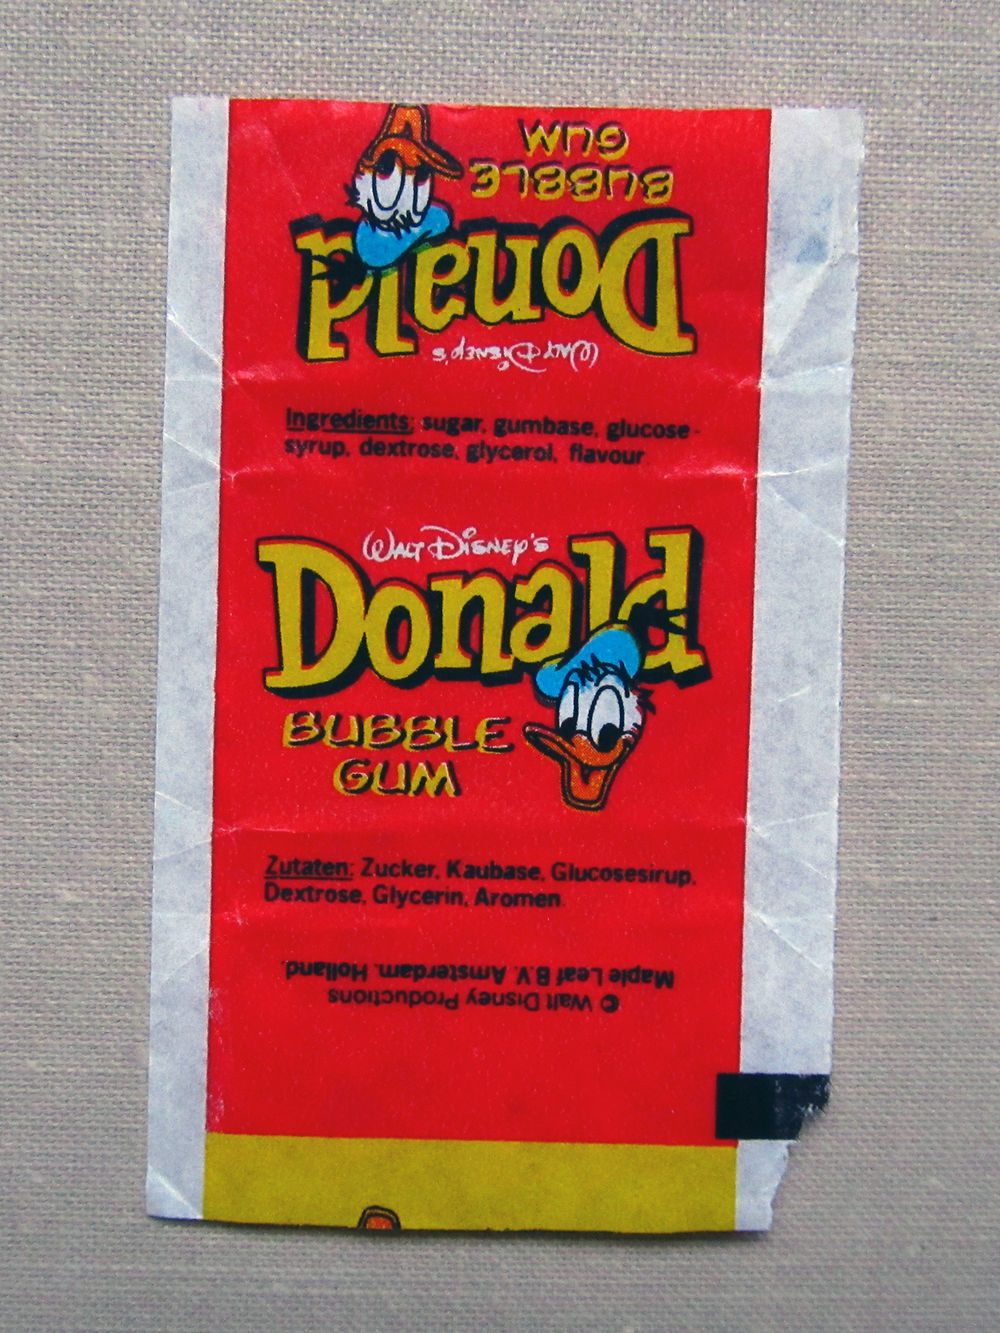 BUBBLE
GUM
Donald
WALT DISNEY'S
Ingredients: sugar, gumbase, glucose-
syrup, dextrose, glycerol, flavour
WALT DISNEY'S
Donald
BUBBLE
GUM
Zutaten: Zucker, Kaubase, Glucosesirup,
Dextrose, Glycerin, Aromen
© Walt Disney Productions
Maple Leaf B.V. Amsterdam. Holland.